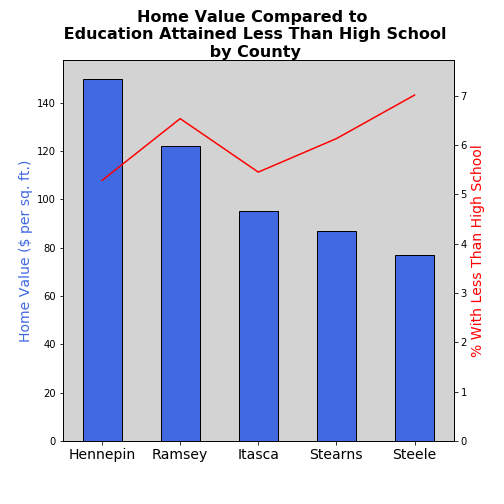 Home Value Compared to
Education Attained Less Than High School
by County
140
120
100
80
60
40
20
0
Home Value ($ per sq. ft.)
7
6
5
4
3
2
1
0
% With Less Than High School
Hennepin Ramsey Itasca Stearns Steele